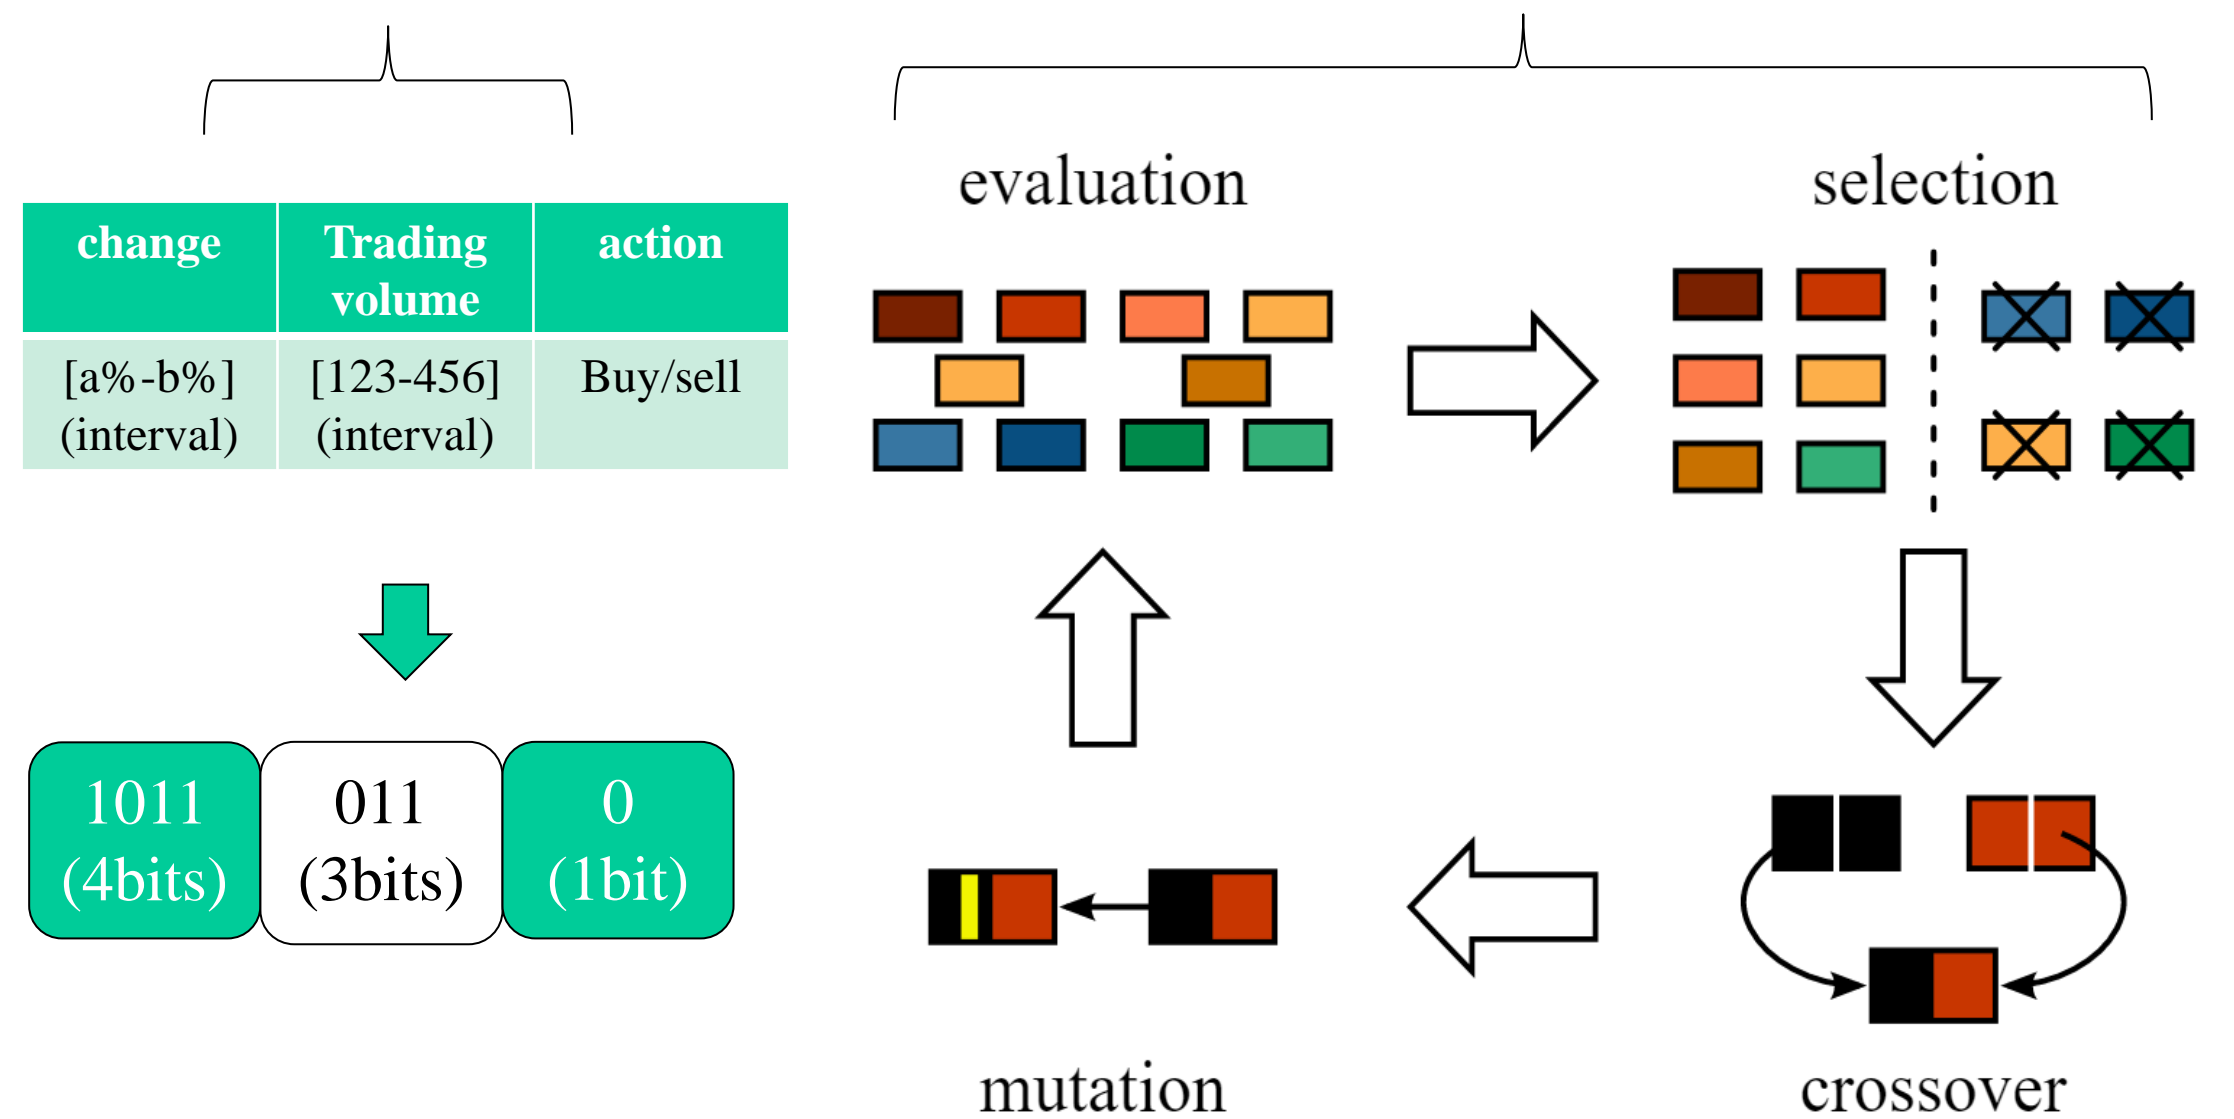 change
Trading
volume
action
[a%-b%]
(interval)
[123-456]
(interval)
Buy/sell
1011
(4bits)
011
(3bits)
0
(1bit)
evaluation
selection
mutation
crossover